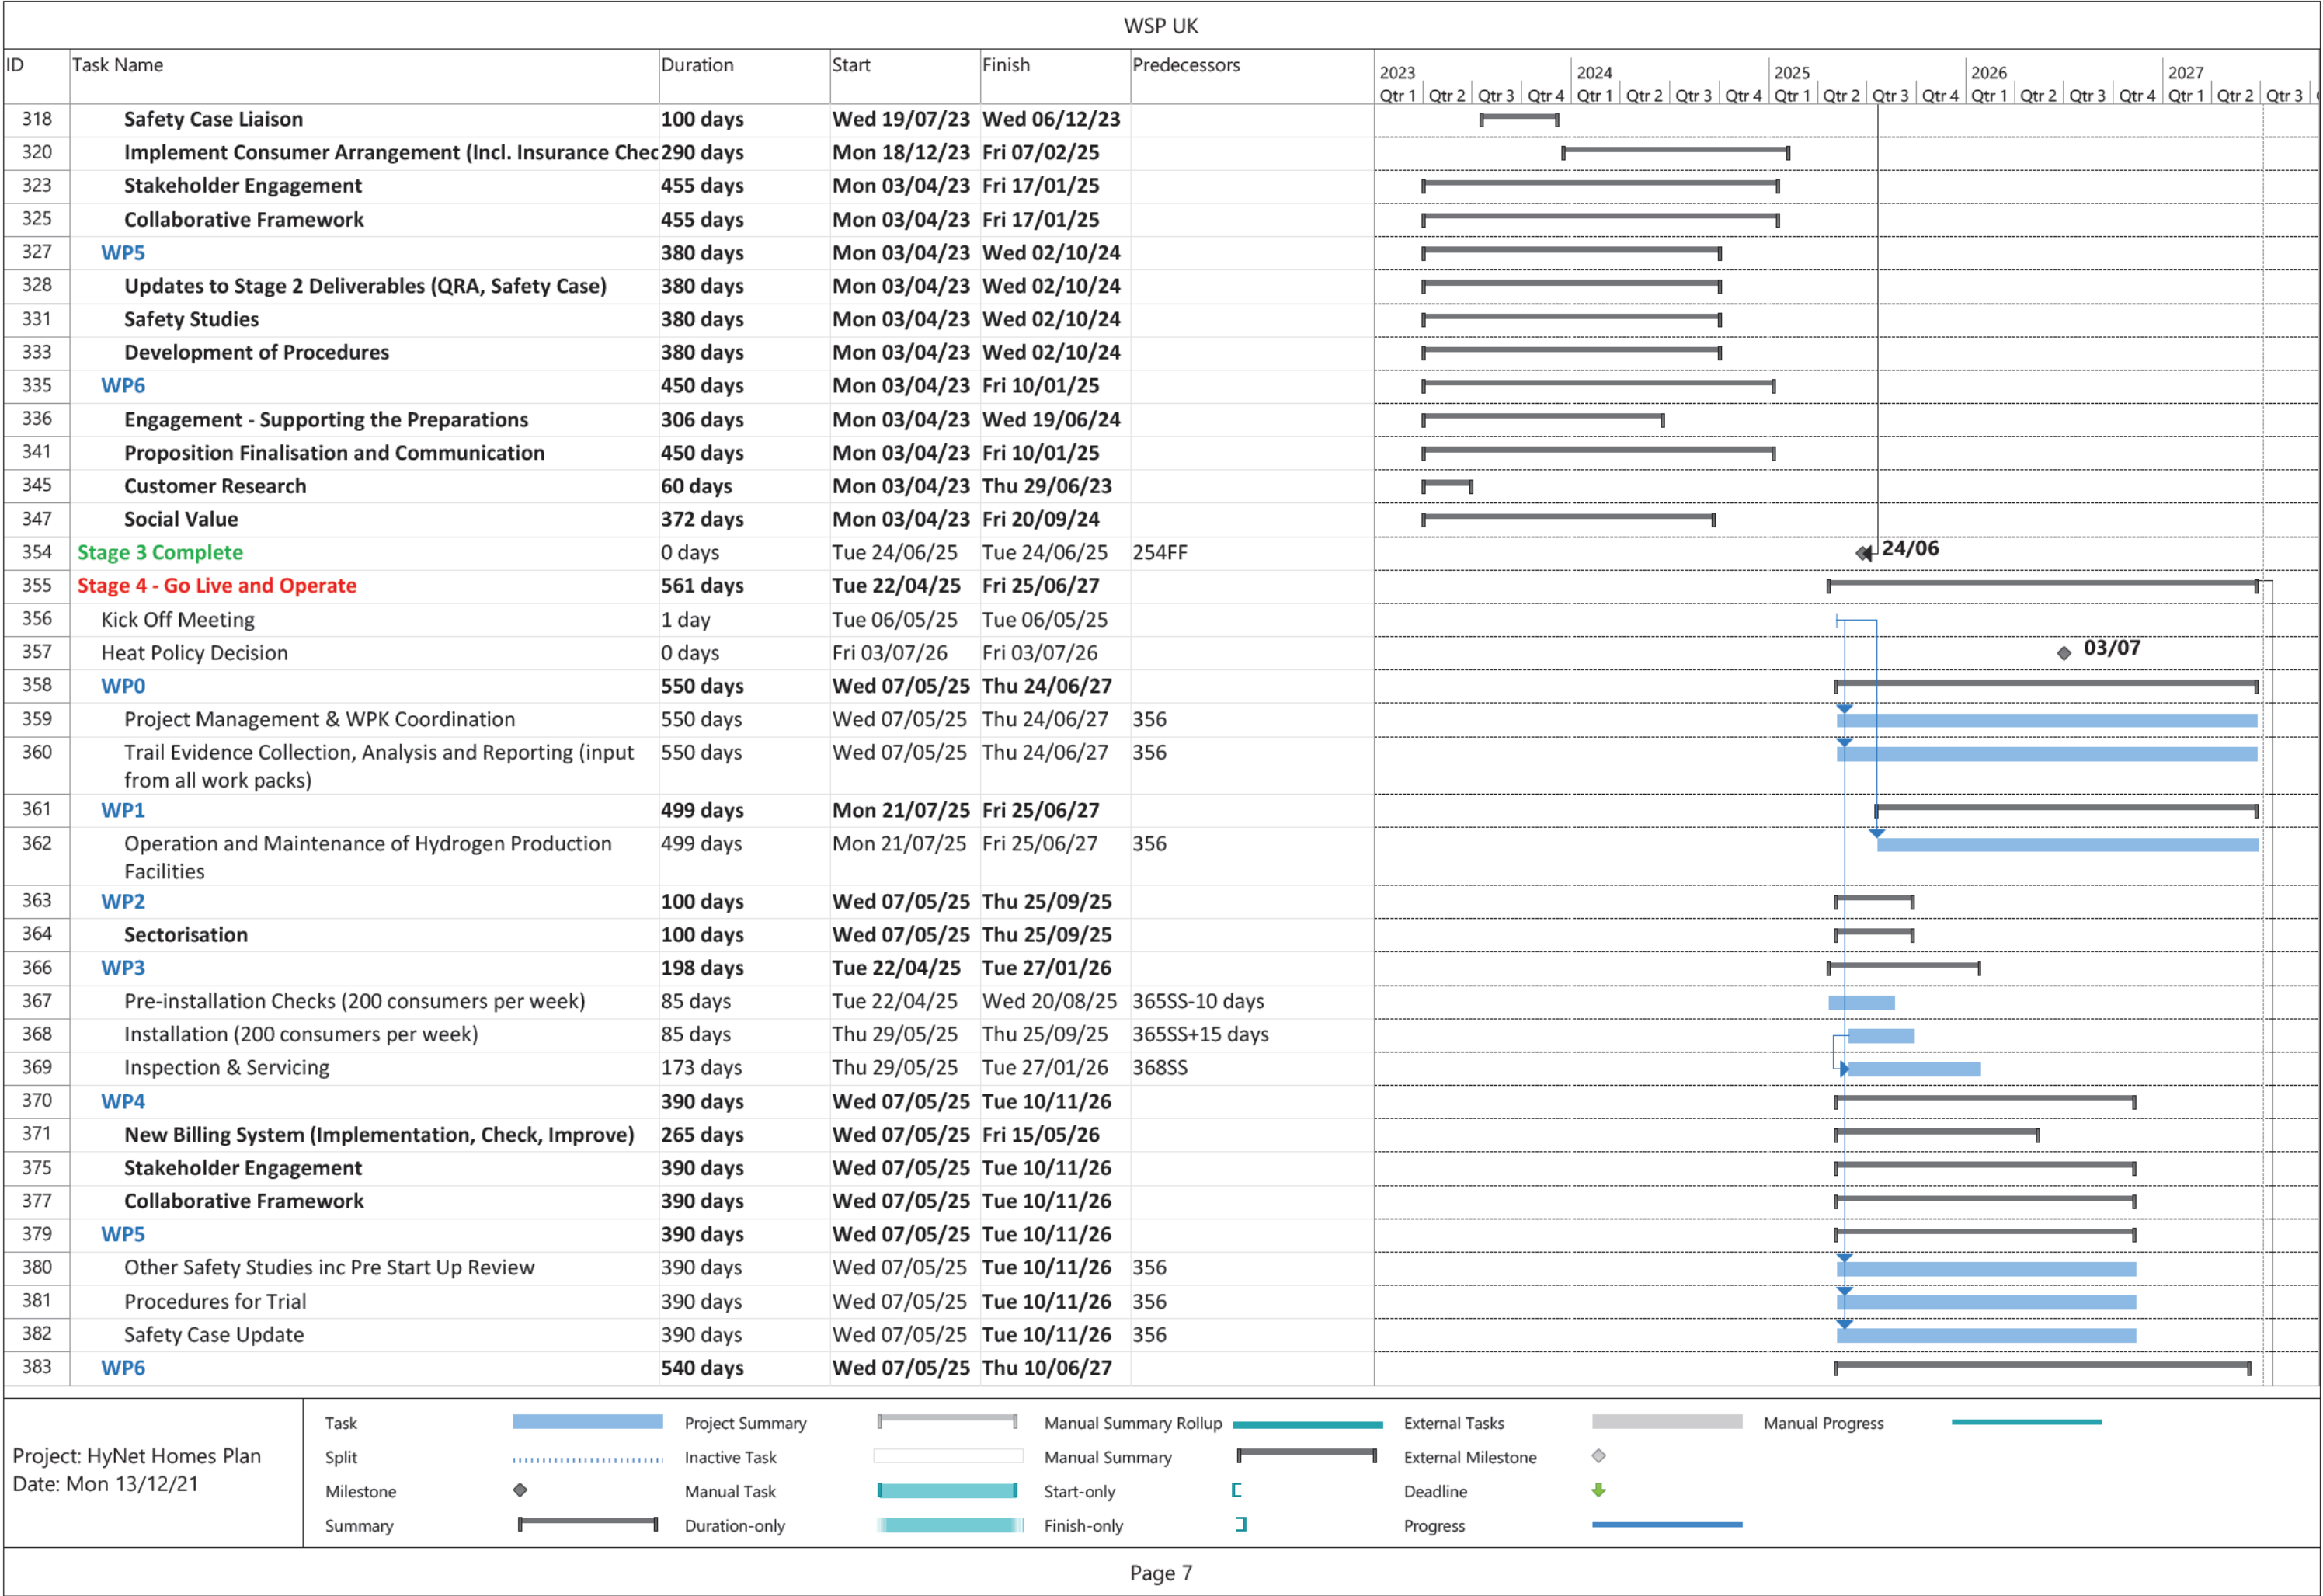 WSP UK
ID Task Name Duration Start Finish Predecessors
2023 2024 2025 2026 2027
Qtr 1 Qtr 2 Qtr 3 Qtr 4 Qtr 1 Qtr 2 Qtr 3 Qtr 4 Qtr 1 Qtr 2 Qtr 3 Qtr 4 Qtr 1 Qtr 2 Qtr 3 Qtr 4 Qtr 1 Qtr 2 Qtr 3
318 Safety Case Liaison 100 days Wed 19/07/23 Wed 06/12/23
320 Implement Consumer Arrangement (Incl. Insurance Chec 290 days Mon 18/12/23 Fri 07/02/25
323 Stakeholder Engagement 455 days Mon 03/04/23 Fri 17/01/25
325 Collaborative Framework 455 days Mon 03/04/23 Fri 17/01/25
327 WP5 380 days Mon 03/04/23 Wed 02/10/24
328 Updates to Stage 2 Deliverables (QRA, Safety Case) 380 days Mon 03/04/23 Wed 02/10/24
331 Safety Studies 380 days Mon 03/04/23 Wed 02/10/24
333 Development of Procedures 380 days Mon 03/04/23 Wed 02/10/24
335 WP6 450 days Mon 03/04/23 Fri 10/01/25
336 Engagement - Supporting the Preparations 306 days Mon 03/04/23 Wed 19/06/24
341 Proposition Finalisation and Communication 450 days Mon 03/04/23 Fri 10/01/25
345 Customer Research 60 days Mon 03/04/23 Thu 29/06/23
347 Social Value 372 days Mon 03/04/23 Fri 20/09/24
354 Stage 3 Complete 0 days Tue 24/06/25 Tue 24/06/25 254FF 24/06
355 Stage 4 - Go Live and Operate 561 days Tue 22/04/25 Fri 25/06/27
356 Kick Off Meeting 1 day Tue 06/05/25 Tue 06/05/25
357 Heat Policy Decision 0 days Fri 03/07/26 Fri 03/07/26 03/07
358 WP0 550 days Wed 07/05/25 Thu 24/06/27
359 Project Management & WPK Coordination 550 days Wed 07/05/25 Thu 24/06/27 356
360 Trail Evidence Collection, Analysis and Reporting (input 550 days Wed 07/05/25 Thu 24/06/27 356
from all work packs)
361 WP1 499 days Mon 21/07/25 Fri 25/06/27
362 Operation and Maintenance of Hydrogen Production 499 days Mon 21/07/25 Fri 25/06/27 356
Facilities
363 WP2 100 days Wed 07/05/25 Thu 25/09/25
364 Sectorisation 100 days Wed 07/05/25 Thu 25/09/25
366 WP3 198 days Tue 22/04/25 Tue 27/01/26
367 Pre-installation Checks (200 consumers per week) 85 days Tue 22/04/25 Wed 20/08/25 365SS-10 days
368 Installation (200 consumers per week) 85 days Thu 29/05/25 Thu 25/09/25 365SS+15 days
369 Inspection & Servicing 173 days Thu 29/05/25 Tue 27/01/26 368SS
370 WP4 390 days Wed 07/05/25 Tue 10/11/26
371 New Billing System (Implementation, Check, Improve) 265 days Wed 07/05/25 Fri 15/05/26
375 Stakeholder Engagement 390 days Wed 07/05/25 Tue 10/11/26
377 Collaborative Framework 390 days Wed 07/05/25 Tue 10/11/26
379 WP5 390 days Wed 07/05/25 Tue 10/11/26
380 Other Safety Studies inc Pre Start Up Review 390 days Wed 07/05/25 Tue 10/11/26 356
381 Procedures for Trial 390 days Wed 07/05/25 Tue 10/11/26 356
382 Safety Case Update 390 days Wed 07/05/25 Tue 10/11/26 356
383 WP6 540 days Wed 07/05/25 Thu 10/06/27
Project: HyNet Homes Plan
Date: Mon 13/12/21
Task Project Summary Manual Summary Rollup External Tasks Manual Progress
Split Inactive Task Manual Summary External Milestone
Milestone Manual Task Start-only Deadline
Summary Duration-only Finish-only Progress
Page 7